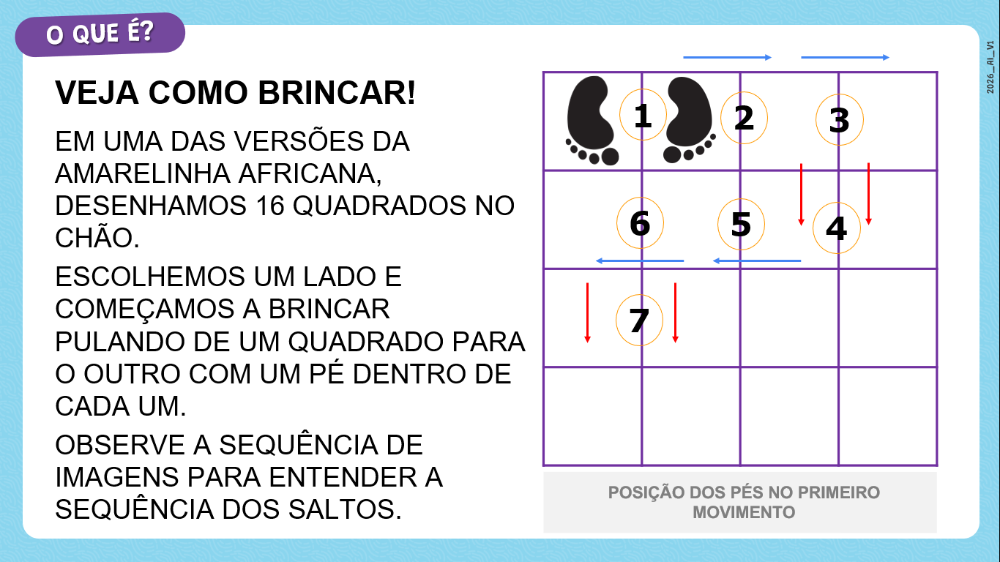 O QUE É?
2026_AI_V1
VEJA COMO BRINCAR!
EM UMA DAS VERSÕES DA
AMARELINHA AFRICANA,
DESENHAMOS 16 QUADRADOS NO
CHÃO.
ESCOLHEMOS UM LADO E
COMEÇAMOS A BRINCAR
PULANDO DE UM QUADRADO PARA
O OUTRO COM UM PÉ DENTRO DE
CADA UM.
OBSERVE A SEQUÊNCIA DE
IMAGENS PARA ENTENDER A
SEQUÊNCIA DOS SALTOS.
1 2 3
6 5 4
7
POSIÇÃO DOS PÉS NO PRIMEIRO
MOVIMENTO